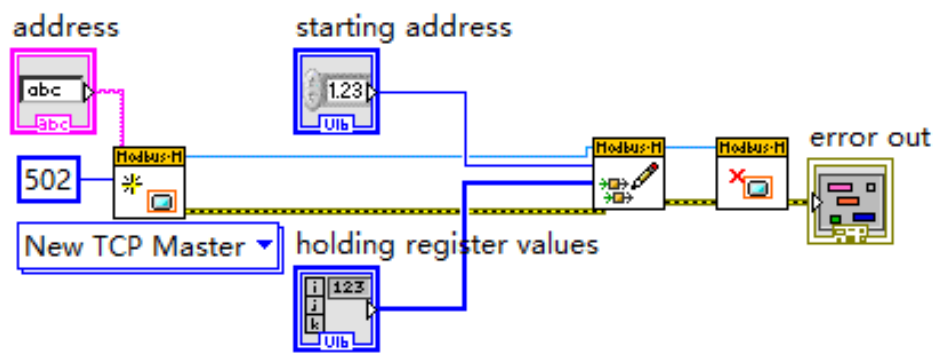 address
starting address
abc
1.23
abc
U16
Modbus-M
Modbus-M
Modbus-M
error out
502
New TCP Master
holding register values
i
123
j
k
U16